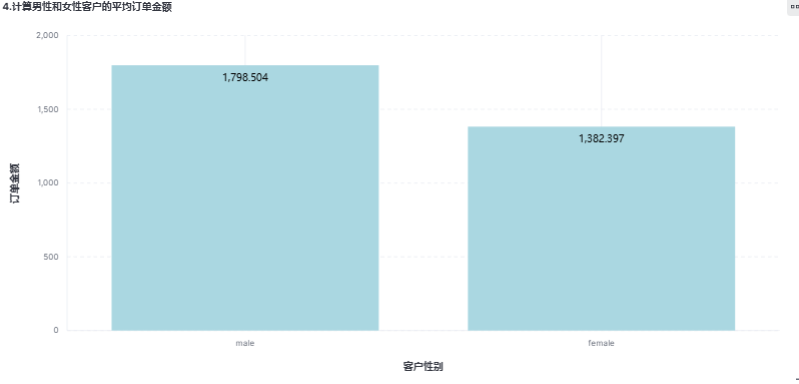 4.计算男性和女性客户的平均订单金额
2,000
1,798.504
1,500
1,382.397
订单金额
1,000
500
0
male
female
客户性别